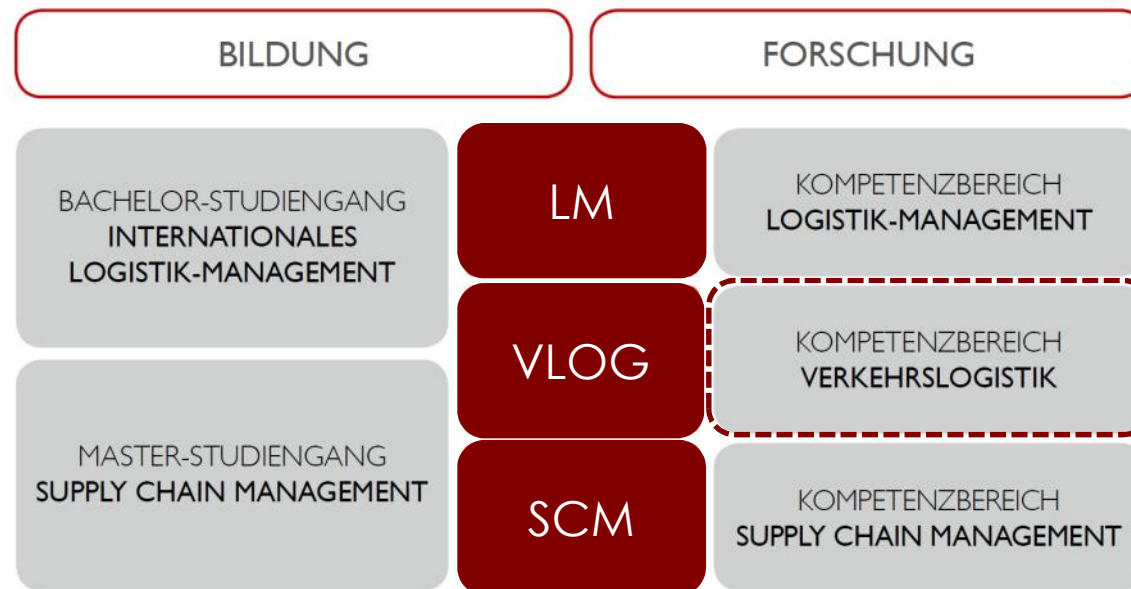 BILDUNG
FORSCHUNG
BACHELOR-STUDIENGANG
INTERNATIONALES
LOGISTIK-MANAGEMENT
MASTER-STUDIENGANG
SUPPLY CHAIN MANAGEMENT
LM
VLOG
SCM
KOMPETENZBEREICH
LOGISTIK-MANAGEMENT
KOMPETENZBEREICH
VERKEHRSLOGISTIK
KOMPETENZBEREICH
SUPPLY CHAIN MANAGEMENT